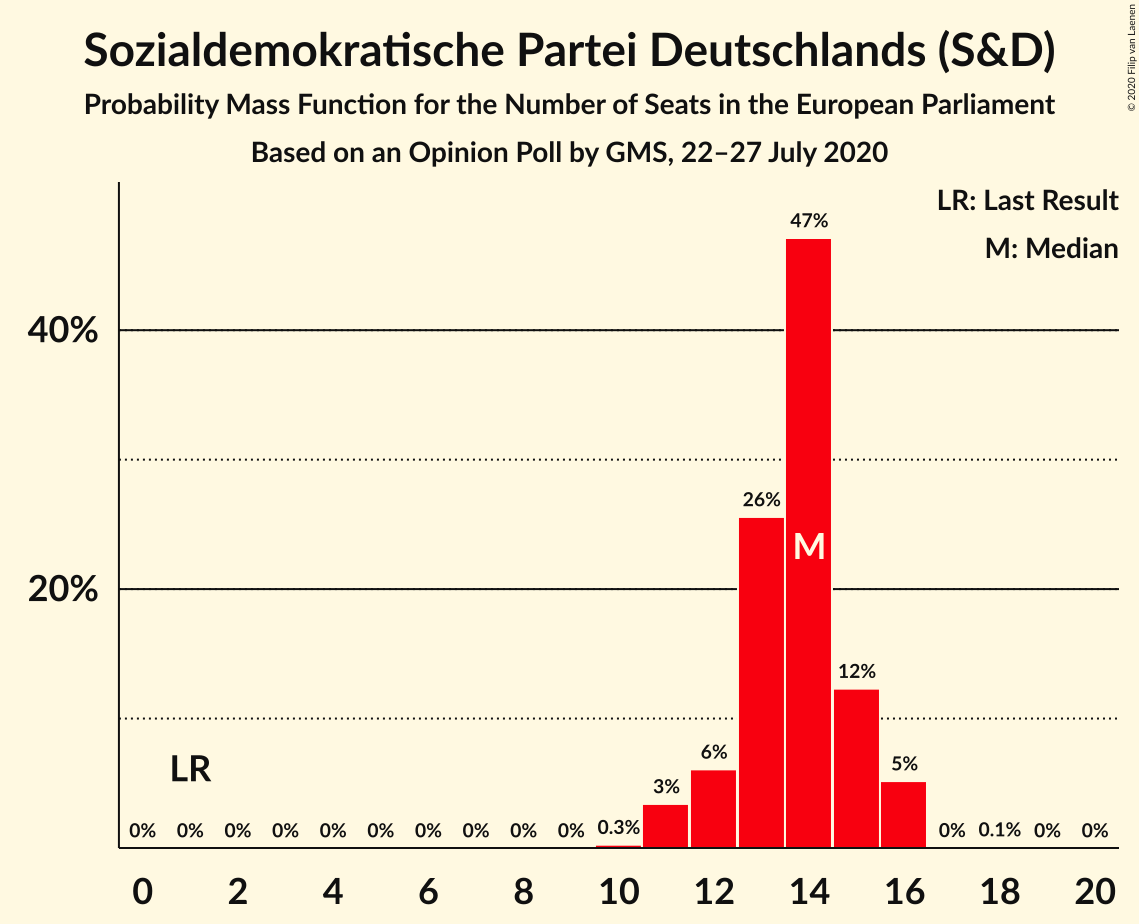 Sozialdemokratische Partei Deutschlands (S&D)
Probability Mass Function for the Number of Seats in the European Parliament
Based on an Opinion Poll by GMS, 22–27 July 2020
© 2020 Filip van Laenen
LR: Last Result
M: Median
47%
40%
26%
M
20%
12%
LR
6%
5%
3%
0% 0% 0% 0% 0% 0% 0% 0% 0% 0% 0.3% 0% 0.1% 0% 0%
0 2 4 6 8 10 12 14 16 18 20